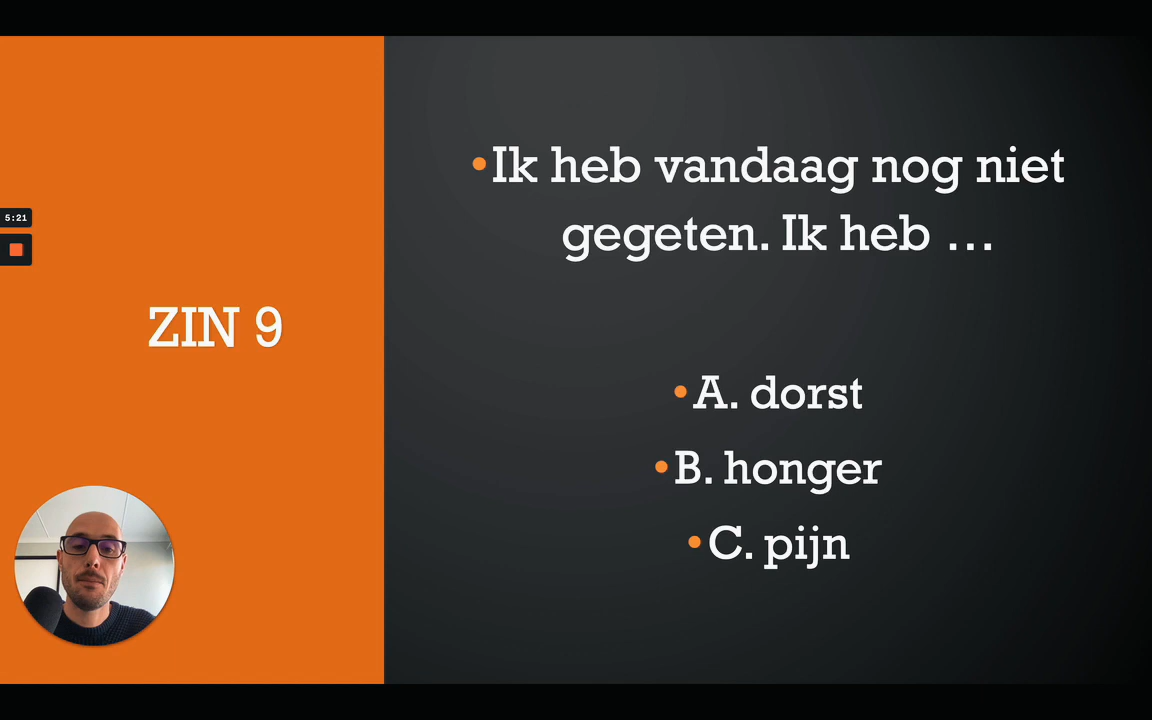 5:21
ZIN 9
•Ik heb vandaag nog niet
gegeten. Ik heb …
•A. dorst
•B. honger
•C. pijn